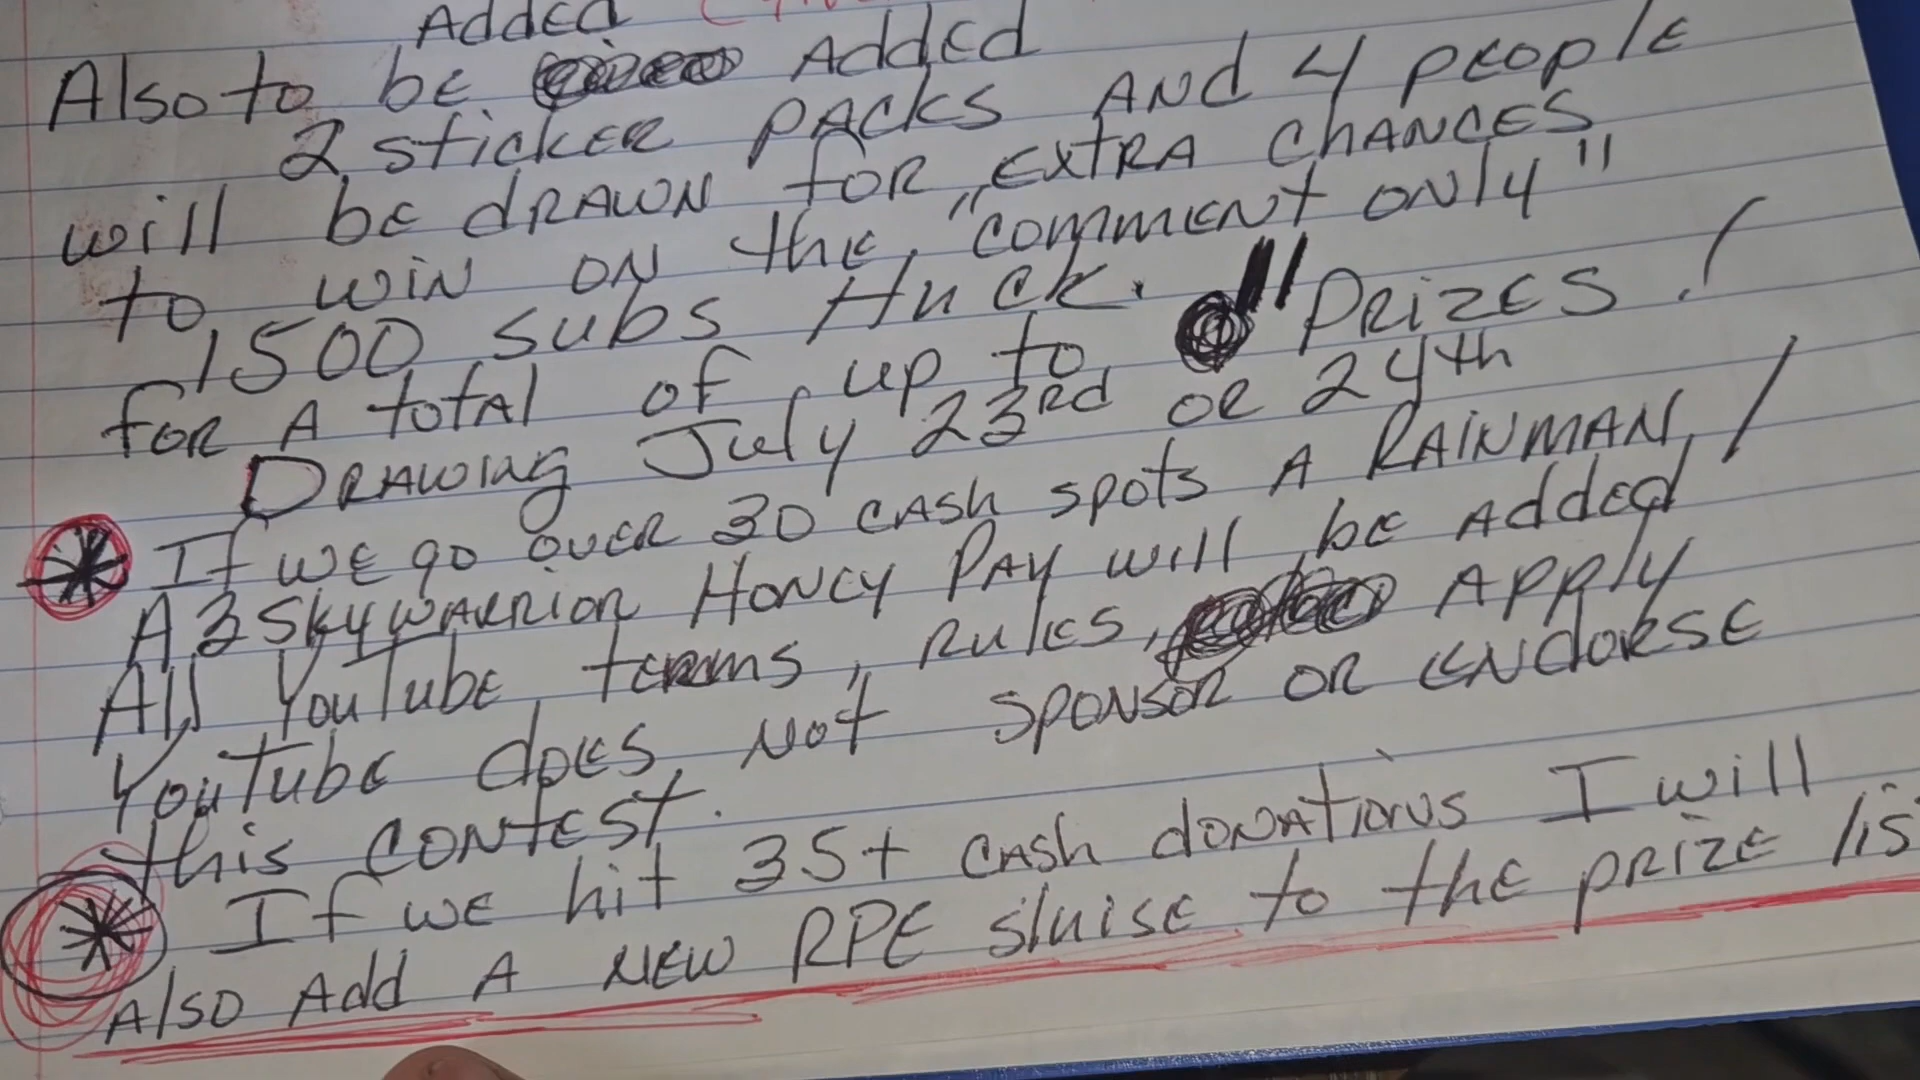 Added
Also to be Added
2 sticker packs and 4 people
will be drawn for "extra chances
to win on the "comment only"
1500 subs Huck.
for a total of up to 11 Prizes!
Drawing July 23rd or 24th
If we go over 30 cash spots a Rainman/
A 3 Skywarrior Honey Pay will be added
All YouTube terms, rules, apply
YouTube does not sponsor or endorse
this contest.
If we hit 35+ cash donations I will
also add a new RPE sluise to the prize lis